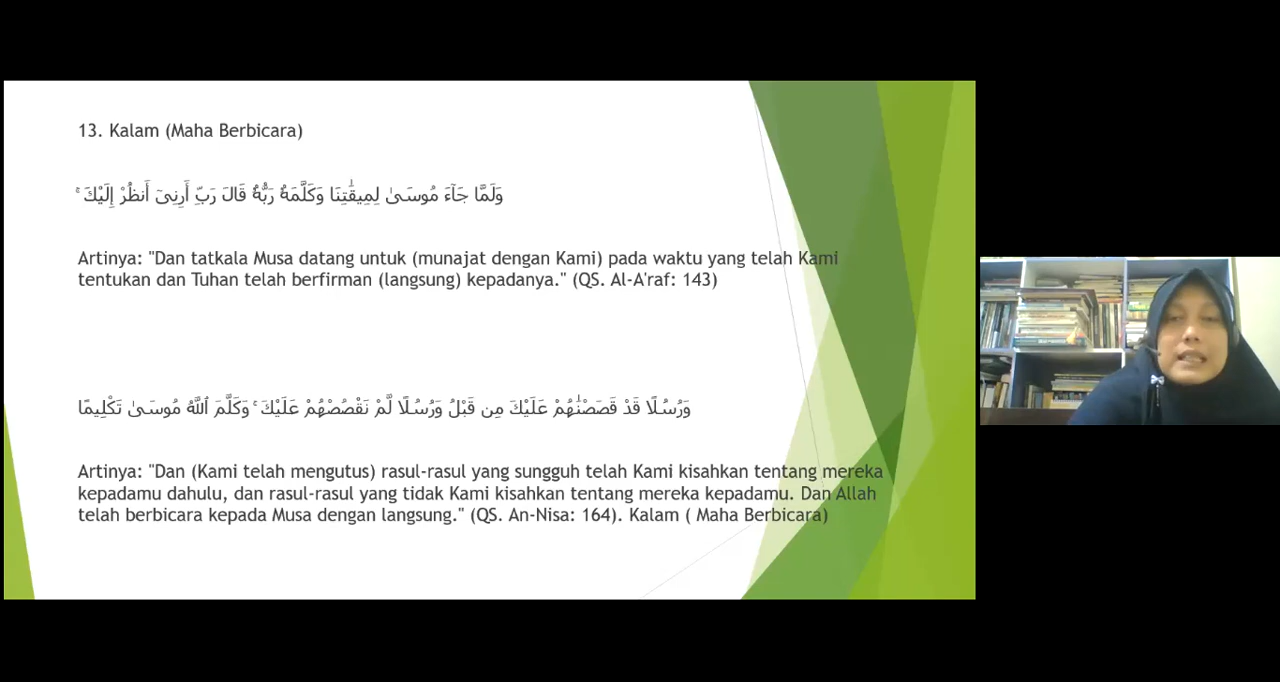 13. Kalam (Maha Berbicara)
وَلَمَّا جَآءَ مُوسَىٰ لِمِيقَٰتِنَا وَكَلَّمَهُۥ رَبُّهُۥ قَالَ رَبِّ أَرِنِىٓ أَنظُرْ إِلَيْكَ ۚ
Artinya: "Dan tatkala Musa datang untuk (munajat dengan Kami) pada waktu yang telah Kami
tentukan dan Tuhan telah berfirman (langsung) kepadanya." (QS. Al-A'raf: 143)
وَرُسُلًا قَدْ قَصَصْنَٰهُمْ عَلَيْكَ مِن قَبْلُ وَرُسُلًا لَّمْ نَقْصُصْهُمْ عَلَيْكَ ۚ وَكَلَّمَ ٱللَّهُ مُوسَىٰ تَكْلِيمًا
Artinya: "Dan (Kami telah mengutus) rasul-rasul yang sungguh telah Kami kisahkan tentang mereka
kepadamu dahulu, dan rasul-rasul yang tidak Kami kisahkan tentang mereka kepadamu. Dan Allah
telah berbicara kepada Musa dengan langsung." (QS. An-Nisa: 164). Kalam ( Maha Berbicara)